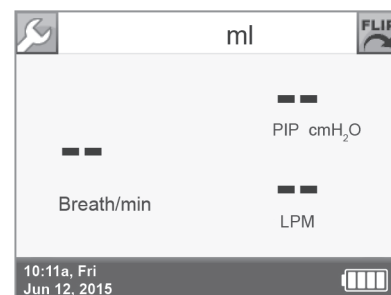 ml
FLIP
-- 
PIP cmH₂O
--
Breath/min
--
LPM
10:11a, Fri
Jun 12, 2015